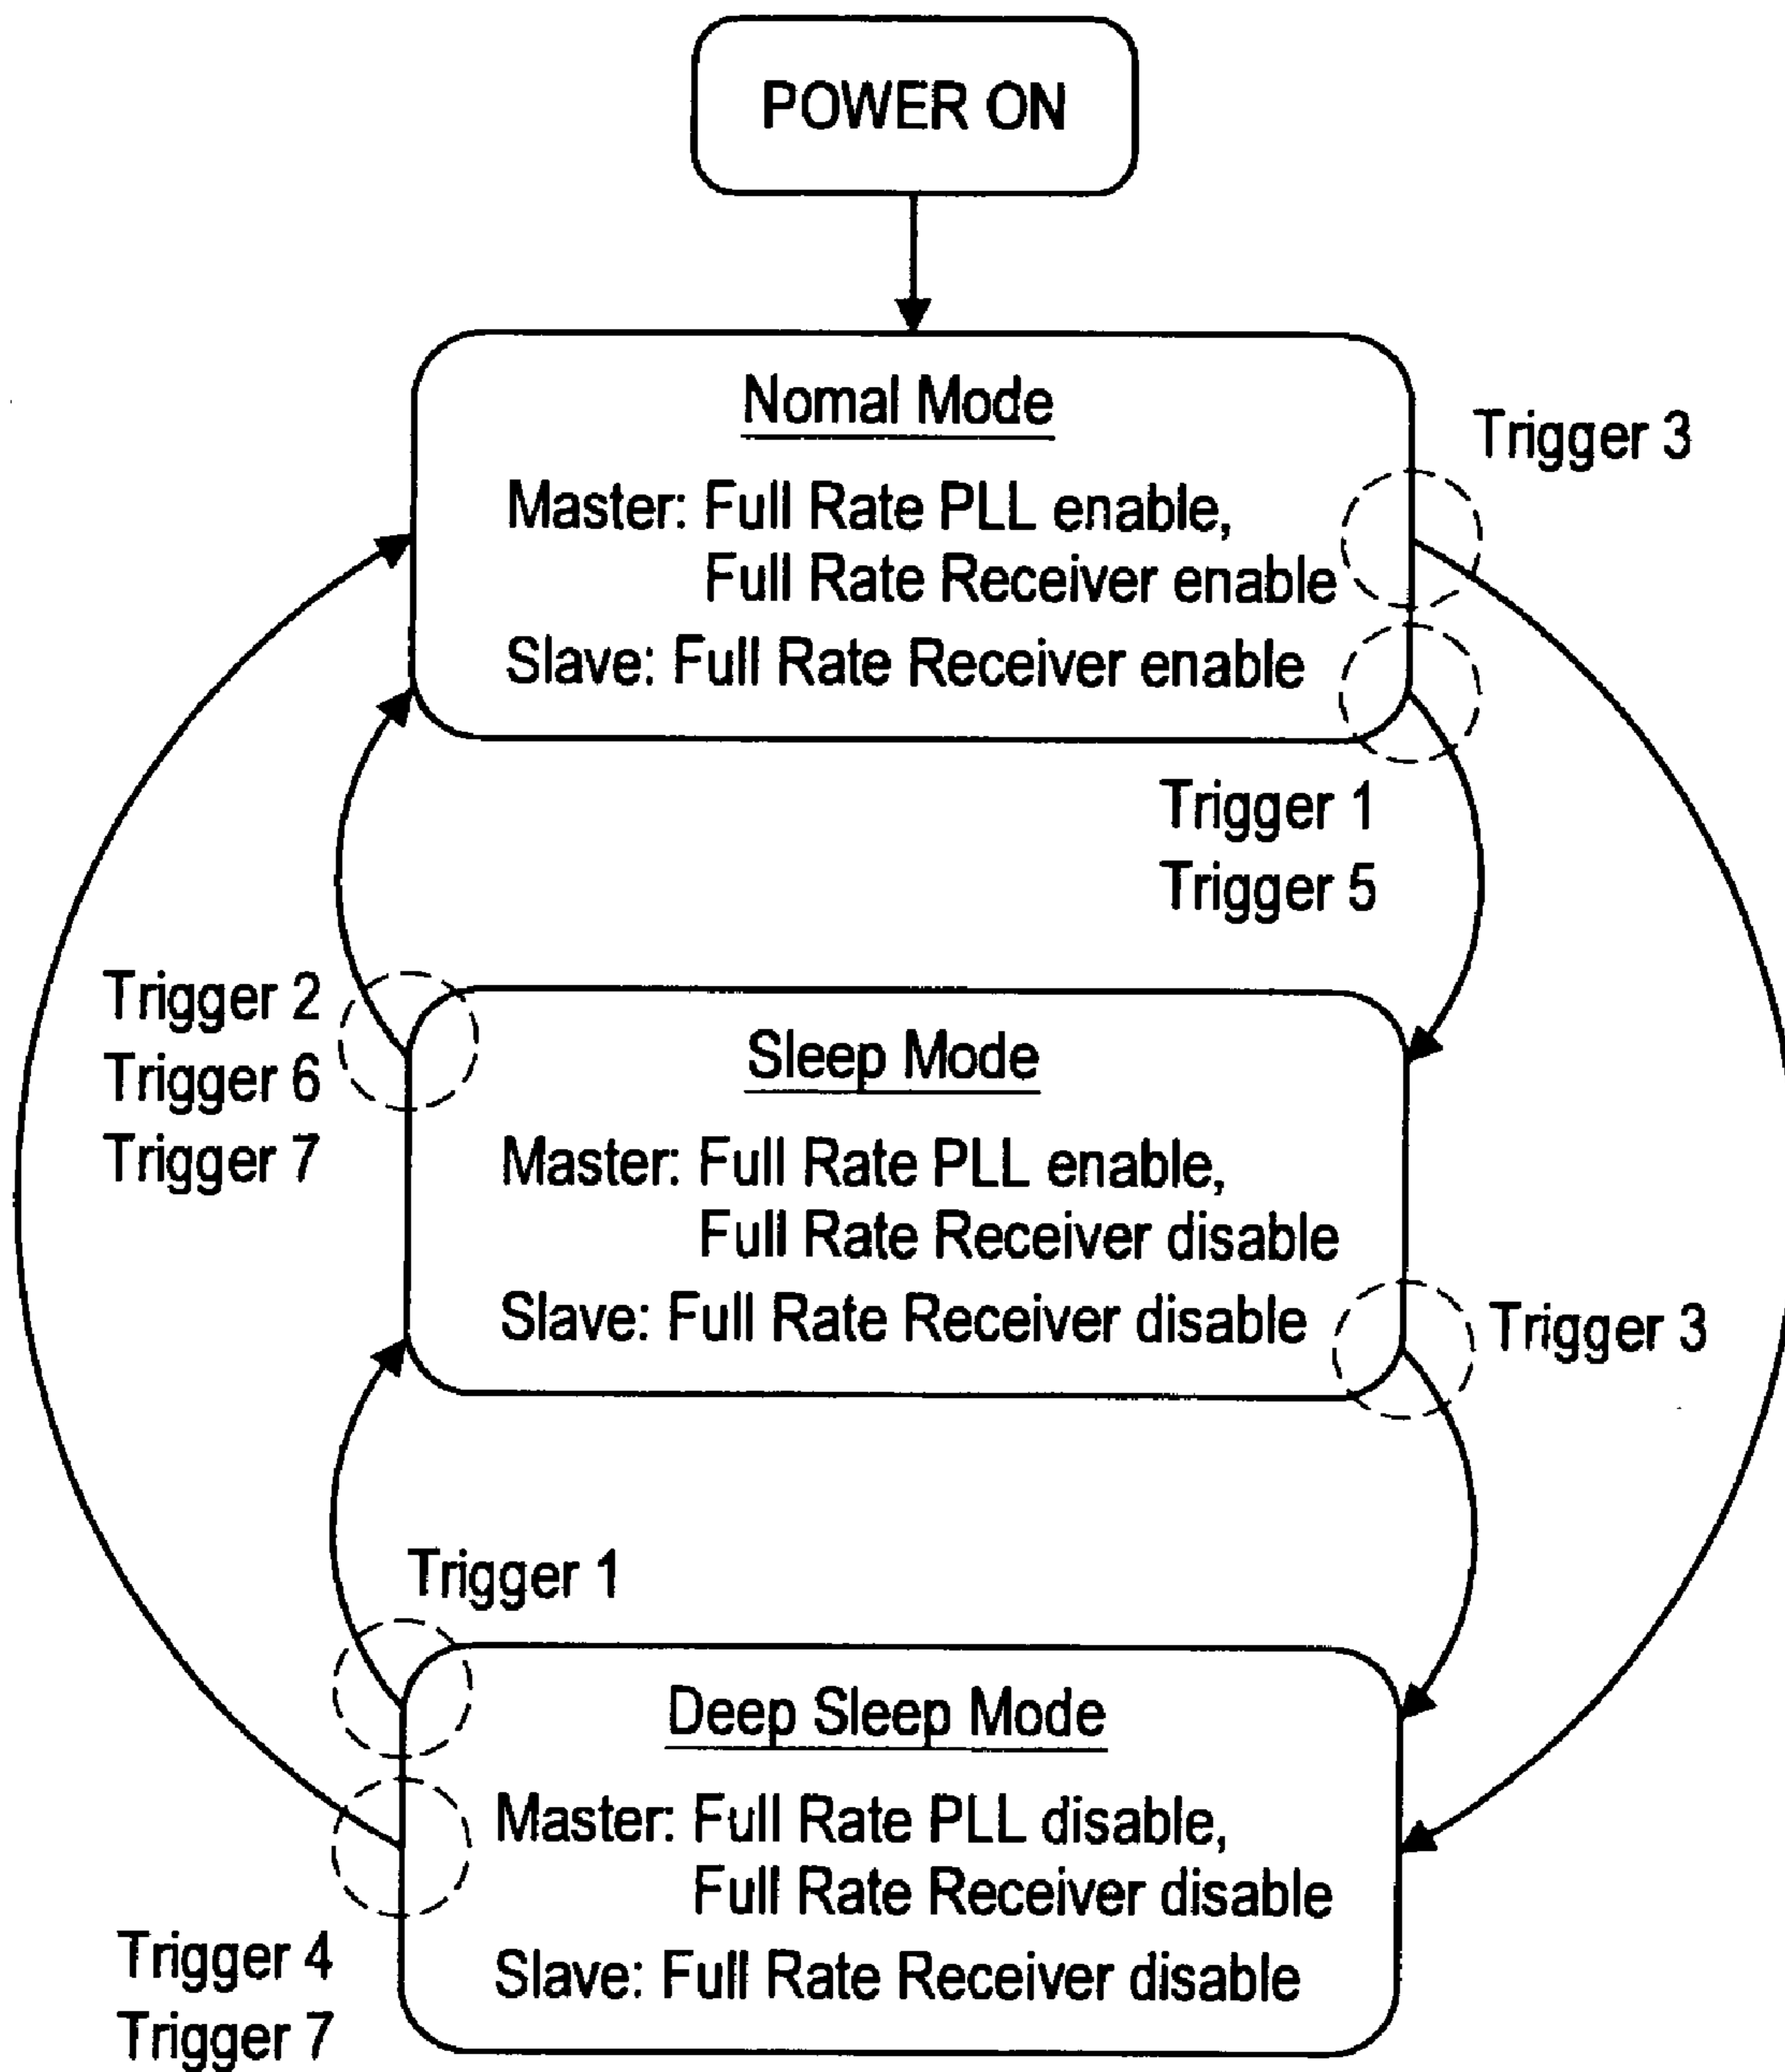 POWER ON
Nomal Mode
Master: Full Rate PLL enable,
Full Rate Receiver enable
Slave: Full Rate Receiver enable
Trigger 3
Trigger 1
Trigger 5
Trigger 2
Trigger 6
Trigger 7
Sleep Mode
Master: Full Rate PLL enable,
Full Rate Receiver disable
Slave: Full Rate Receiver disable
Trigger 3
Trigger 1
Deep Sleep Mode
Master: Full Rate PLL disable,
Full Rate Receiver disable
Slave: Full Rate Receiver disable
Trigger 4
Trigger 7